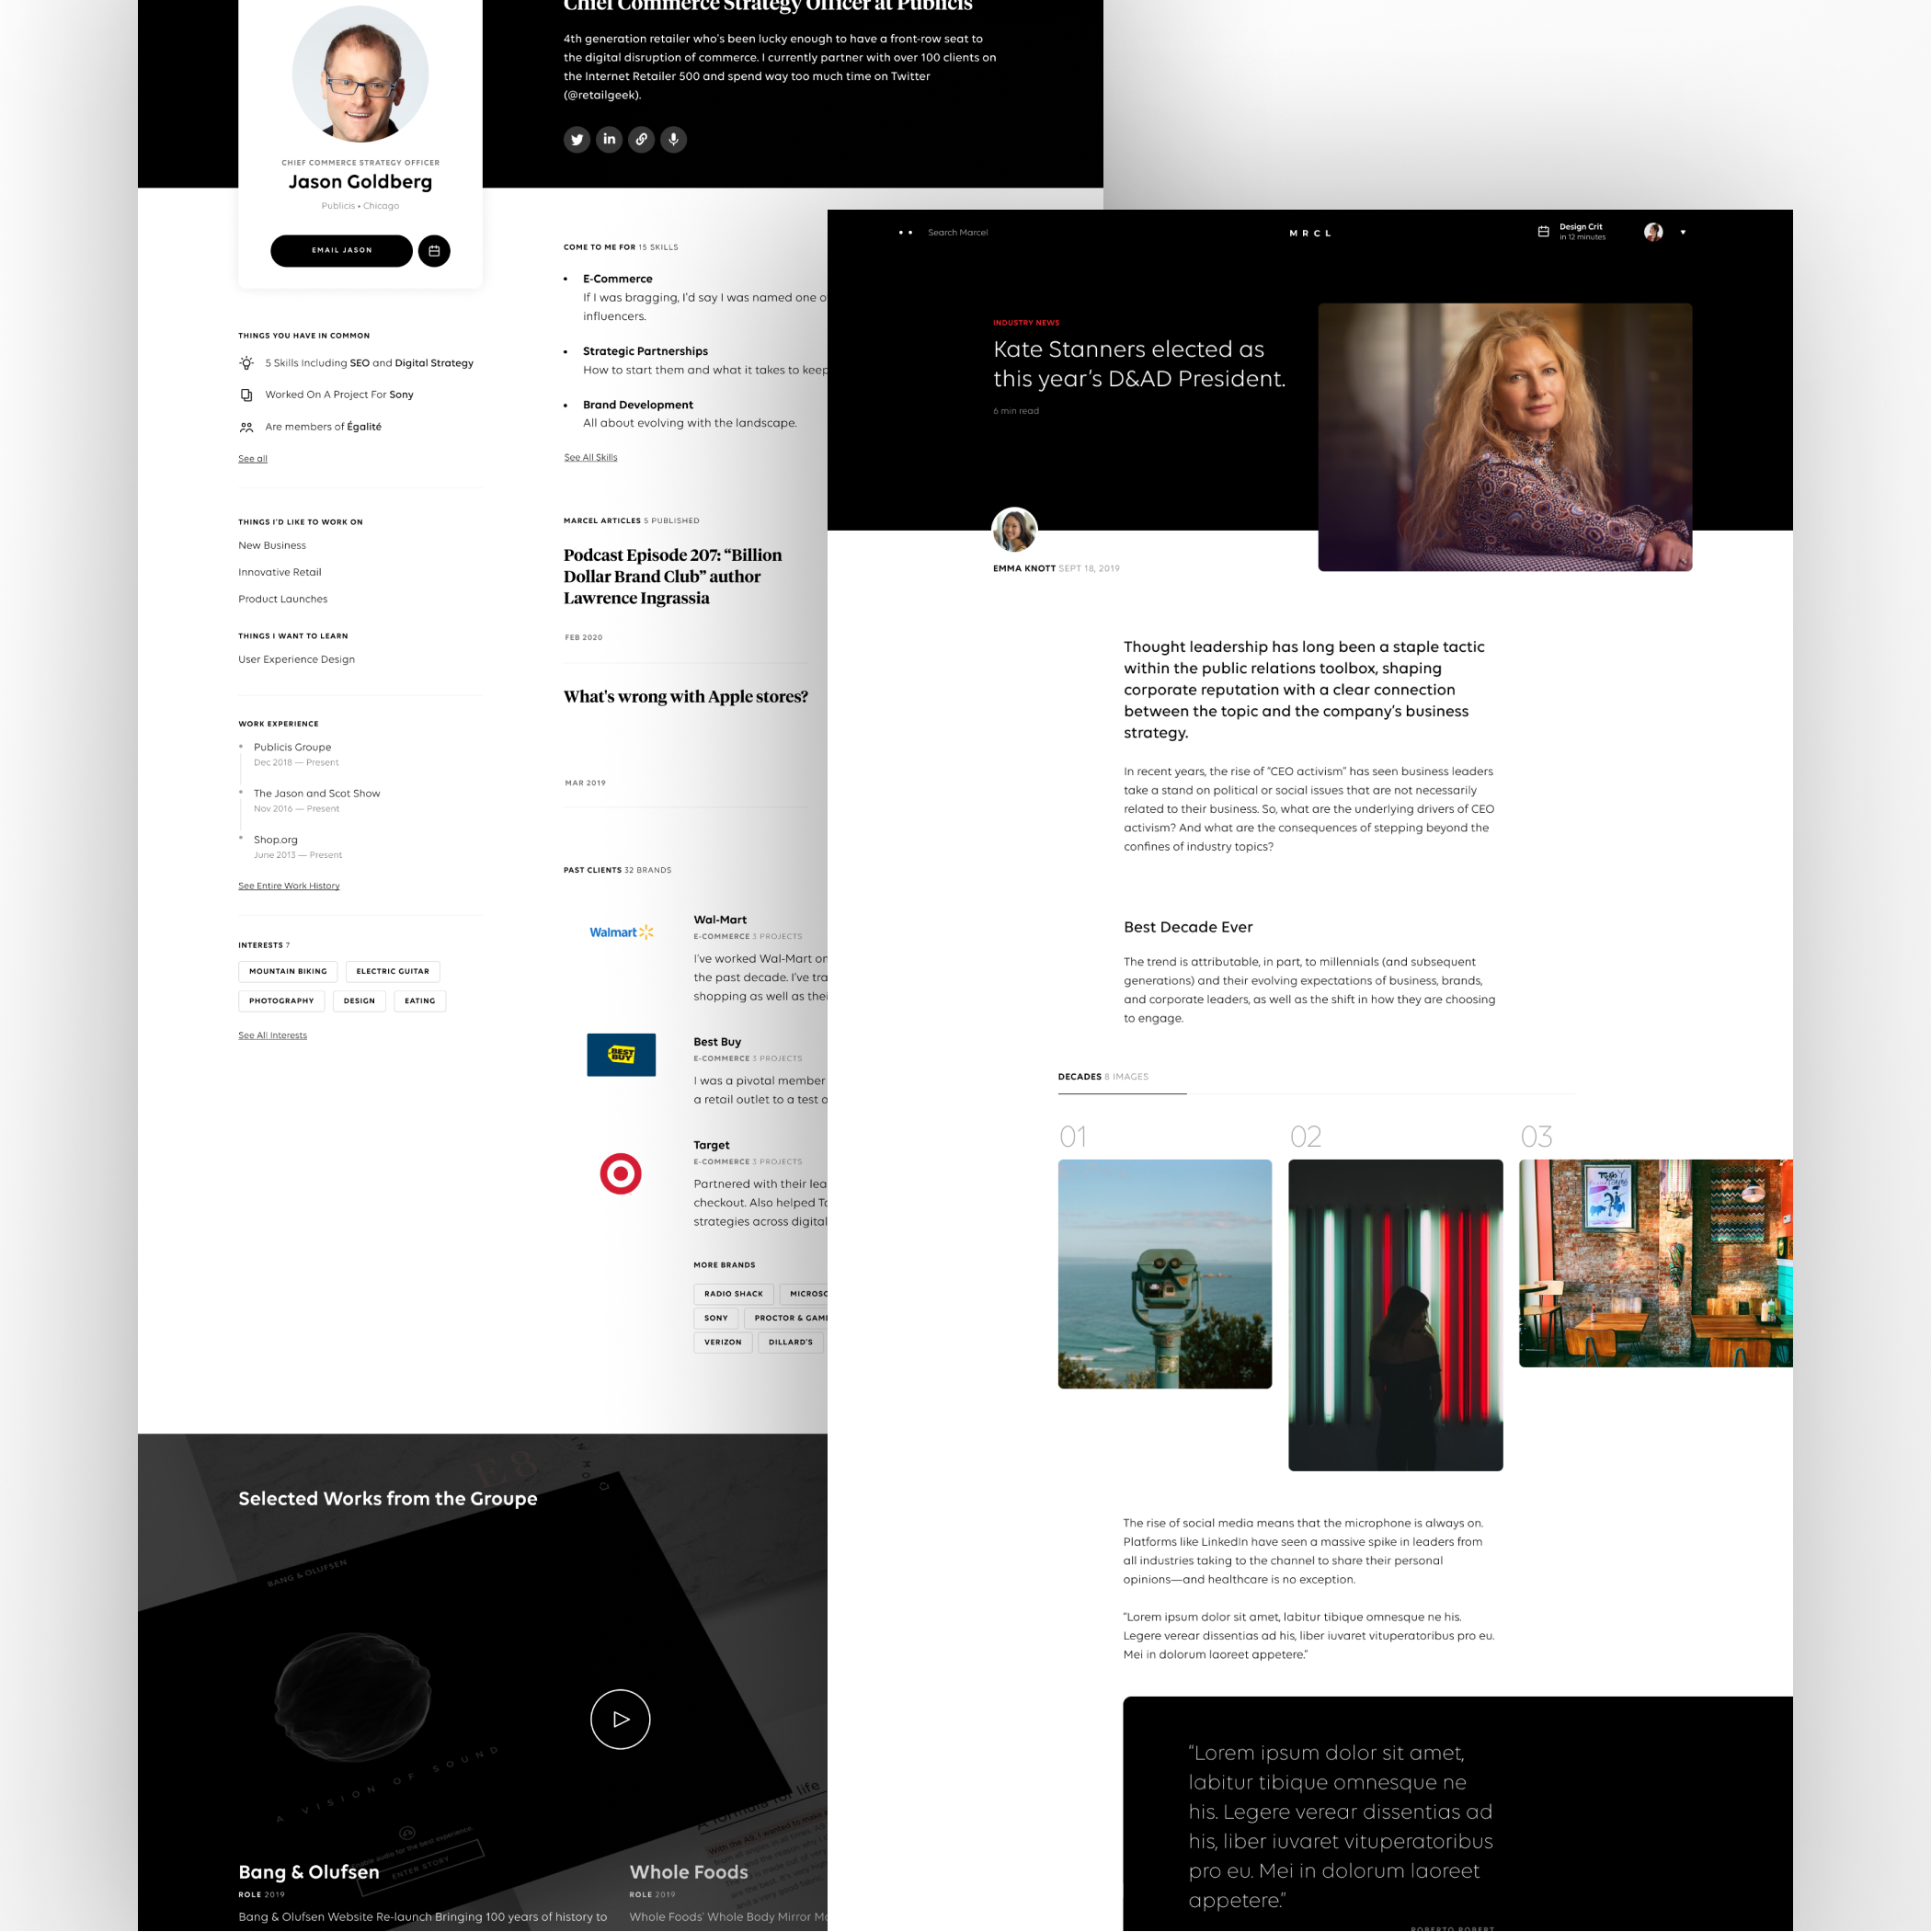 Chief Commerce Strategy Officer at Publicis
4th generation retailer who's been lucky enough to have a front-row seat to
the digital disruption of commerce. I currently partner with over 100 clients on
the Internet Retailer 500 and spend way too much time on Twitter
(@retailgeek).
CHIEF COMMERCE STRATEGY OFFICER
Jason Goldberg
Publicis • Chicago
EMAIL JASON
THINGS YOU HAVE IN COMMON
5 Skills Including SEO and Digital Strategy
Worked On A Project For Sony
Are members of Égalité
See all
THINGS I'D LIKE TO WORK ON
New Business
Innovative Retail
Product Launches
THINGS I WANT TO LEARN
User Experience Design
WORK EXPERIENCE
Publicis Groupe
Dec 2018 — Present
The Jason and Scot Show
Nov 2016 — Present
Shop.org
June 2013 — Present
See Entire Work History
INTERESTS 7
MOUNTAIN BIKING
ELECTRIC GUITAR
PHOTOGRAPHY
DESIGN
EATING
See All Interests
COME TO ME FOR 15 SKILLS
• E-Commerce
If I was bragging, I'd say I was named one o
influencers.
• Strategic Partnerships
How to start them and what it takes to keep
• Brand Development
All about evolving with the landscape.
See All Skills
MARCEL ARTICLES 5 PUBLISHED
Podcast Episode 207: “Billion
Dollar Brand Club” author
Lawrence Ingrassia
FEB 2020
What's wrong with Apple stores?
MAR 2019
PAST CLIENTS 32 BRANDS
Walmart
Wal-Mart
E-COMMERCE 3 PROJECTS
I've worked Wal-Mart on
the past decade. I've tra
shopping as well as thei
BEST BUY
Best Buy
E-COMMERCE 3 PROJECTS
I was a pivotal member
a retail outlet to a test o
Target
E-COMMERCE 3 PROJECTS
Partnered with their lea
checkout. Also helped Ta
strategies across digital
MORE BRANDS
RADIO SHACK
MICROSO
SONY
PROCTOR & GAMB
VERIZON
DILLARD'S
Selected Works from the Groupe
BANG & OLUFSEN
A VISION OF SOUND
ENTER STORY
A formula for life
Bang & Olufsen
ROLE 2019
Bang & Olufsen Website Re-launch Bringing 100 years of history to
Whole Foods
ROLE 2019
Whole Foods' Whole Body Mirror Mo
Search Marcel
MRCL
Design Crit
in 12 minutes
INDUSTRY NEWS
Kate Stanners elected as
this year's D&AD President.
6 min read
EMMA KNOTT SEPT 18, 2019
Thought leadership has long been a staple tactic
within the public relations toolbox, shaping
corporate reputation with a clear connection
between the topic and the company's business
strategy.
In recent years, the rise of “CEO activism” has seen business leaders
take a stand on political or social issues that are not necessarily
related to their business. So, what are the underlying drivers of CEO
activism? And what are the consequences of stepping beyond the
confines of industry topics?
Best Decade Ever
The trend is attributable, in part, to millennials (and subsequent
generations) and their evolving expectations of business, brands,
and corporate leaders, as well as the shift in how they are choosing
to engage.
DECADES 8 IMAGES
01
02
03
The rise of social media means that the microphone is always on.
Platforms like LinkedIn have seen a massive spike in leaders from
all industries taking to the channel to share their personal
opinions—and healthcare is no exception.
“Lorem ipsum dolor sit amet, labitur tibique omnesque ne his.
Legere verear dissentias ad his, liber iuvaret vituperatoribus pro eu.
Mei in dolorum laoreet appetere.”
“Lorem ipsum dolor sit amet,
labitur tibique omnesque ne
his. Legere verear dissentias ad
his, liber iuvaret vituperatoribus
pro eu. Mei in dolorum laoreet
appetere.”
ROBERTO ROBERT